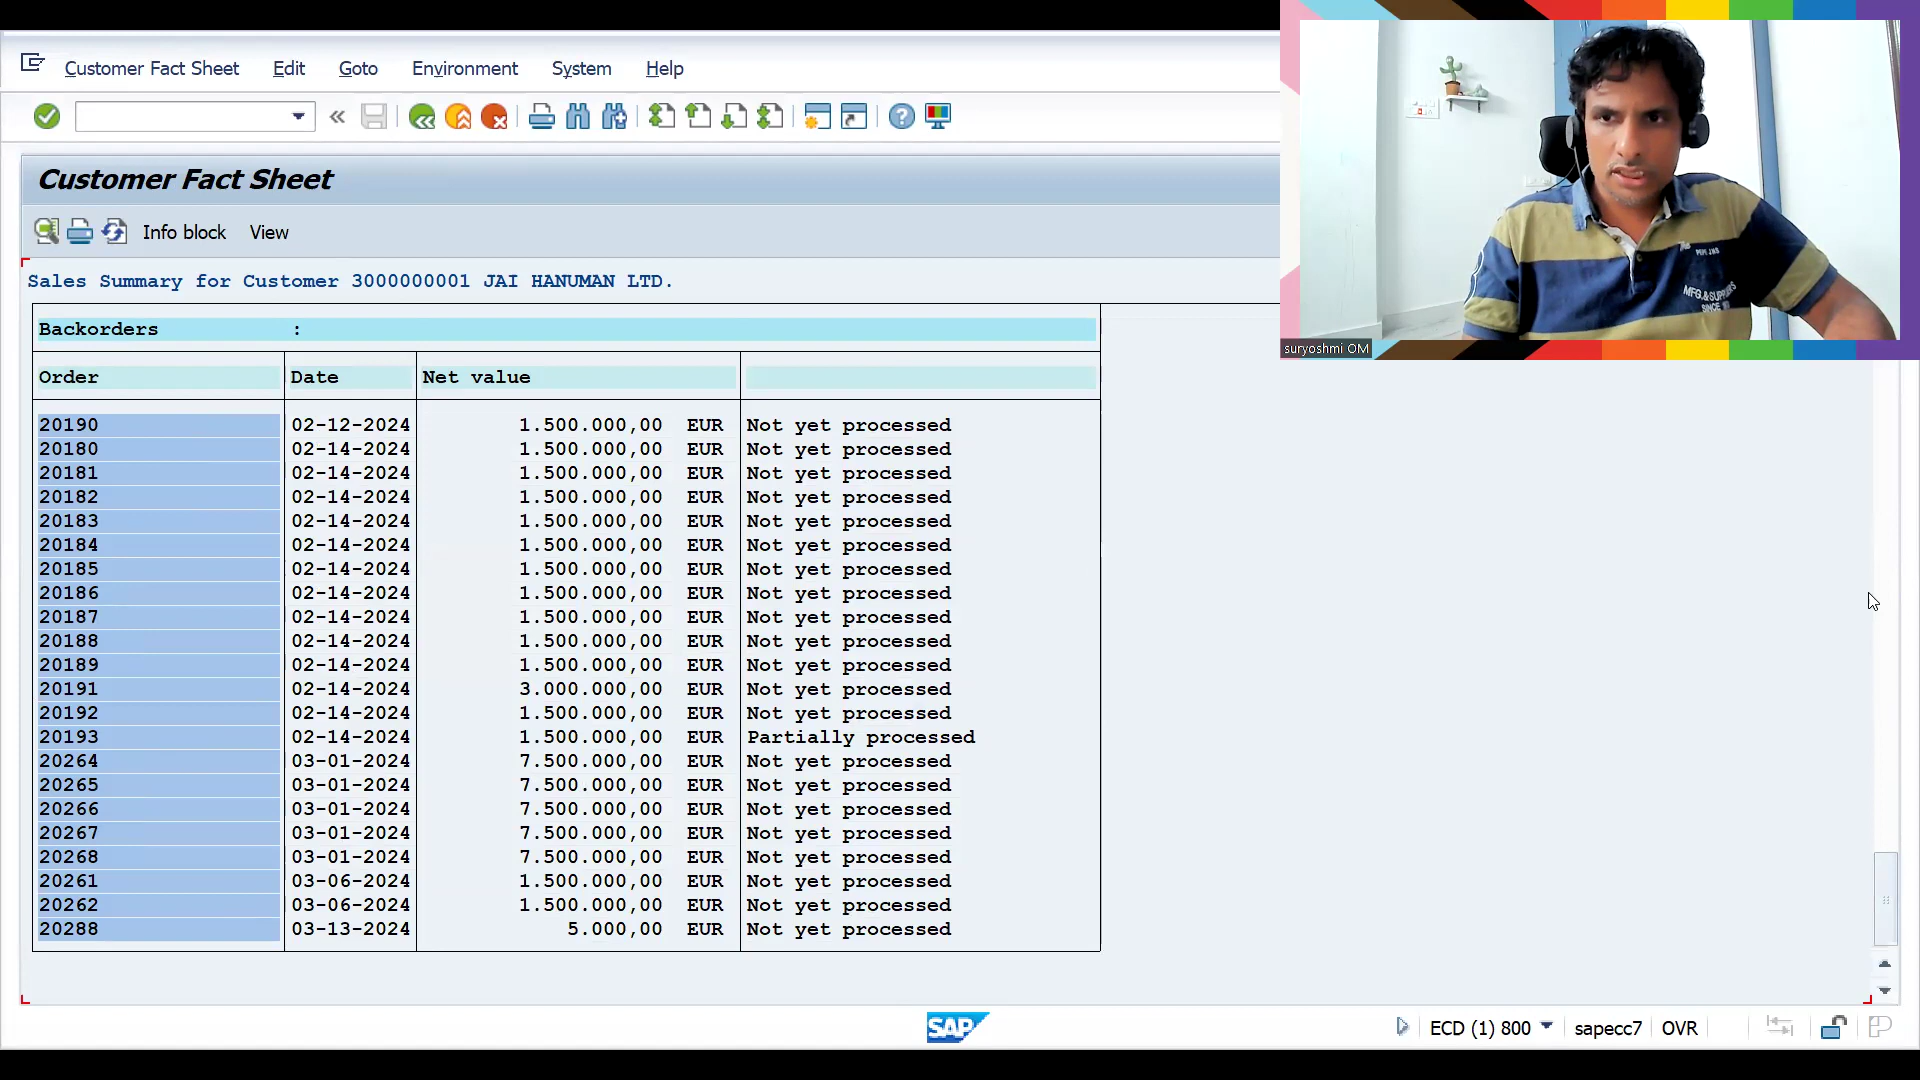 Customer Fact Sheet Edit Goto Environment System Help
Customer Fact Sheet
Info block View
Sales Summary for Customer 3000000001 JAI HANUMAN LTD.
Backorders :
Order Date Net value
20190 02-12-2024 1.500.000,00 EUR Not yet processed
20180 02-14-2024 1.500.000,00 EUR Not yet processed
20181 02-14-2024 1.500.000,00 EUR Not yet processed
20182 02-14-2024 1.500.000,00 EUR Not yet processed
20183 02-14-2024 1.500.000,00 EUR Not yet processed
20184 02-14-2024 1.500.000,00 EUR Not yet processed
20185 02-14-2024 1.500.000,00 EUR Not yet processed
20186 02-14-2024 1.500.000,00 EUR Not yet processed
20187 02-14-2024 1.500.000,00 EUR Not yet processed
20188 02-14-2024 1.500.000,00 EUR Not yet processed
20189 02-14-2024 1.500.000,00 EUR Not yet processed
20191 02-14-2024 3.000.000,00 EUR Not yet processed
20192 02-14-2024 1.500.000,00 EUR Not yet processed
20193 02-14-2024 1.500.000,00 EUR Partially processed
20264 03-01-2024 7.500.000,00 EUR Not yet processed
20265 03-01-2024 7.500.000,00 EUR Not yet processed
20266 03-01-2024 7.500.000,00 EUR Not yet processed
20267 03-01-2024 7.500.000,00 EUR Not yet processed
20268 03-01-2024 7.500.000,00 EUR Not yet processed
20261 03-06-2024 1.500.000,00 EUR Not yet processed
20262 03-06-2024 1.500.000,00 EUR Not yet processed
20288 03-13-2024 5.000,00 EUR Not yet processed
SAP
ECD (1) 800 sapecc7 OVR
suryoshmi OM
MFG.&
SINCE